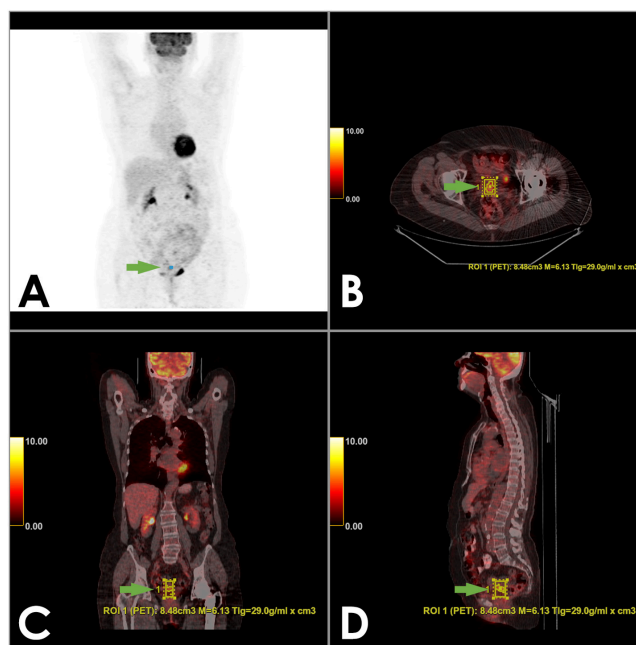 A
B
10.00
0.00
1
ROI 1 (PET): 8.48cm3 M=6.13 Tlg=29.0g/ml x cm3
C
10.00
0.00
1
ROI 1 (PET): 8.48cm3 M=6.13 Tlg=29.0g/ml x cm3
D
10.00
0.00
1
ROI 1 (PET): 8.48cm3 M=6.13 Tlg=29.0g/ml x cm3